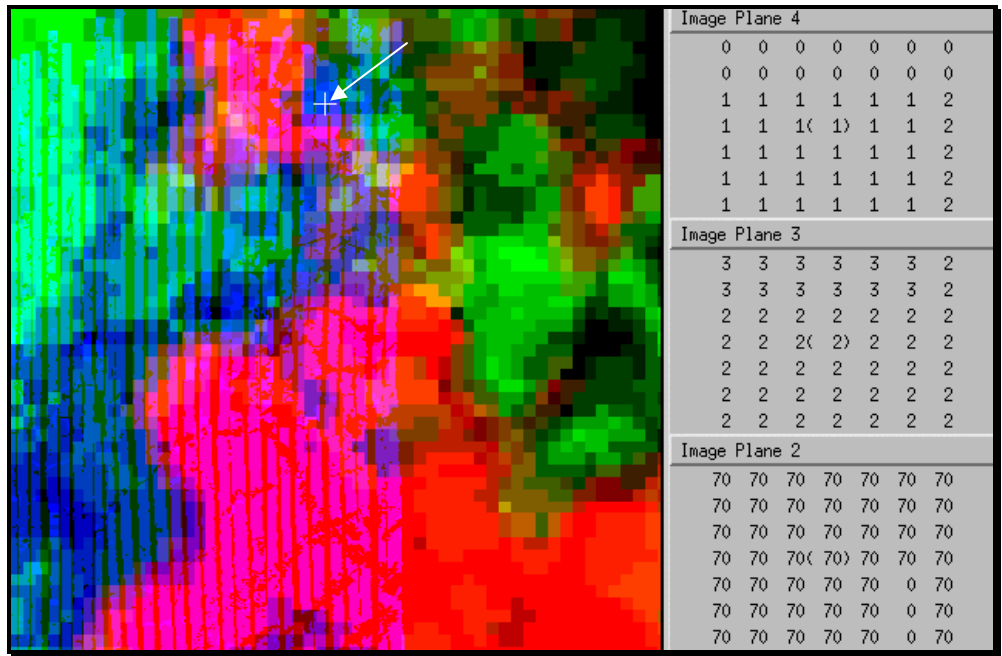 Image Plane 4
0 0 0 0 0 0 0
0 0 0 0 0 0 0
1 1 1 1 1 1 2
1 1 1( 1) 1 1 2
1 1 1 1 1 1 2
1 1 1 1 1 1 2
1 1 1 1 1 1 2
Image Plane 3
3 3 3 3 3 3 2
3 3 3 3 3 3 2
2 2 2 2 2 2 2
2 2 2( 2) 2 2 2
2 2 2 2 2 2 2
2 2 2 2 2 2 2
2 2 2 2 2 2 2
Image Plane 2
70 70 70 70 70 70 70
70 70 70 70 70 70 70
70 70 70 70 70 70 70
70 70 70( 70) 70 70 70
70 70 70 70 70 0 70
70 70 70 70 70 0 70
70 70 70 70 70 0 70